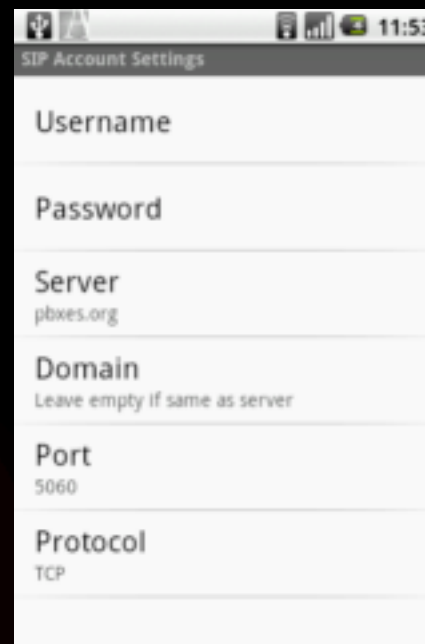 11:53
SIP Account Settings
Username
Password
Server
pbxes.org
Domain
Leave empty if same as server
Port
5060
Protocol
TCP